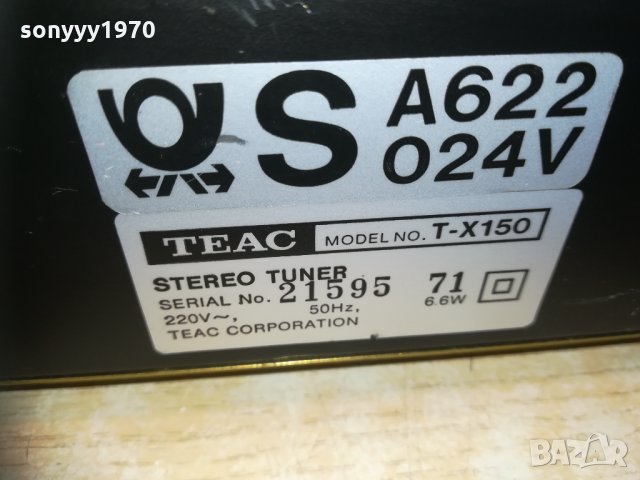 sonyyy1970
S A622
024V
TEAC MODEL NO. T-X150
STEREO TUNER
SERIAL No. 21595 71
220V~, 50Hz, 6.6W
TEAC CORPORATION
BAZAR